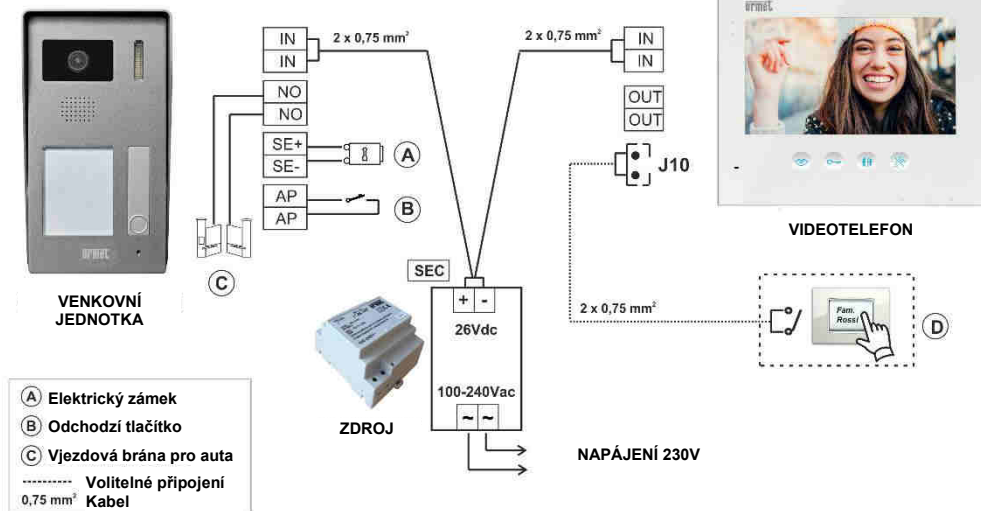 urmet
VENKOVNÍ
JEDNOTKA
IN
IN
2 x 0,75 mm²
NO
NO
SE+
SE-
A
AP
AP
B
C
2 x 0,75 mm²
IN
IN
OUT
OUT
J10
urmet
VIDEOTELEFON
SEC
+ -
26Vdc
100-240Vac
~ ~
ZDROJ
NAPÁJENÍ 230V
2 x 0,75 mm²
Fam.
Rossi
D
A Elektrický zámek
B Odchodzí tlačítko
C Vjezdová brána pro auta
Volitelné připojení
0,75 mm² Kabel